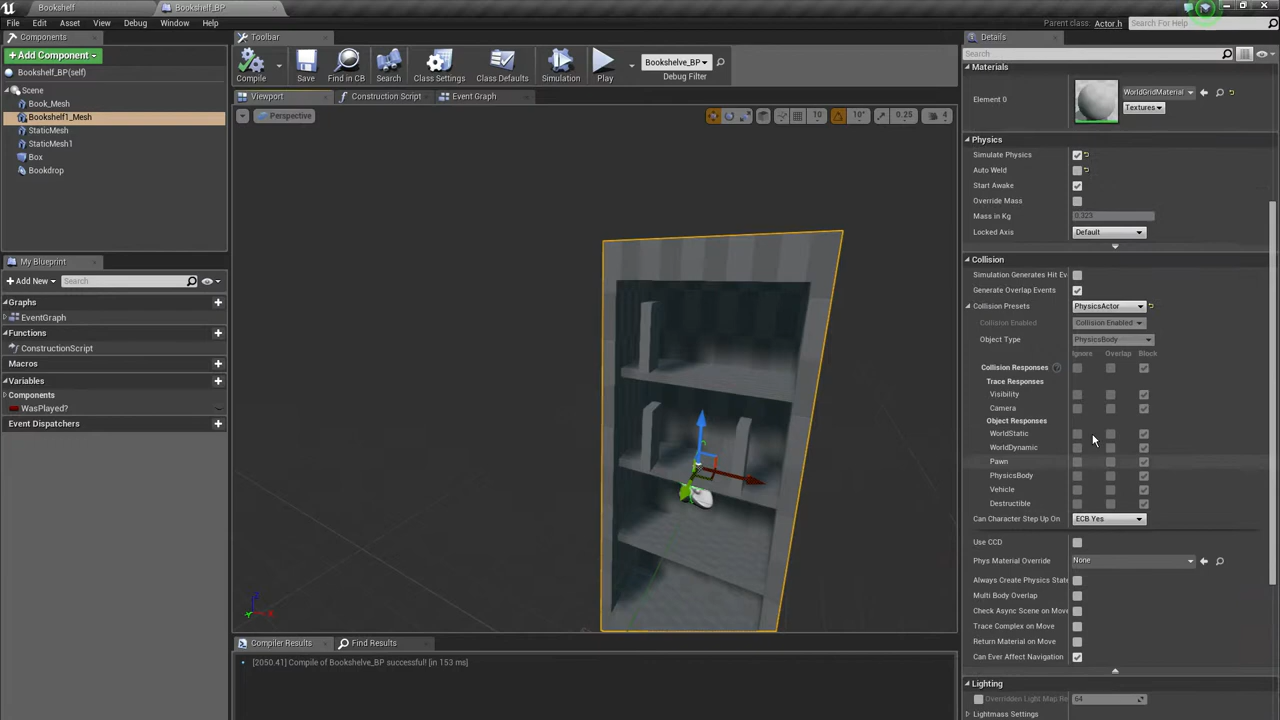 Bookshelf
Bookshelf_BP
File Edit Asset View Debug Window Help
Parent class: Actor.h Search For Help
Components
Toolbar
Details
+ Add Component
Bookshelf_BP(self)
Scene
Book_Mesh
Bookshelf1_Mesh
StaticMesh
StaticMesh1
Box
Bookdrop
Compile
Save
Find in CB
Search
Class Settings
Class Defaults
Simulation
Play
Bookshelve_BP
Debug Filter
Viewport
Construction Script
Event Graph
Perspective
10
10°
0.25
4
My Blueprint
+ Add New
Search
Graphs
EventGraph
Functions
ConstructionScript
Macros
Variables
Components
WasPlayed?
Event Dispatchers
Compiler Results
Find Results
[2050.41] Compile of Bookshelve_BP successful! [in 153 ms]
Search
Materials
Element 0
WorldGridMaterial
Textures
Physics
Simulate Physics
Auto Weld
Start Awake
Override Mass
Mass in Kg 0.323
Locked Axis Default
Collision
Simulation Generates Hit Ev
Generate Overlap Events
Collision Presets PhysicsActor
Collision Enabled Collision Enabled
Object Type PhysicsBody
Ignore Overlap Block
Collision Responses
Trace Responses
Visibility
Camera
Object Responses
WorldStatic
WorldDynamic
Pawn
PhysicsBody
Vehicle
Destructible
Can Character Step Up On ECB Yes
Use CCD
Phys Material Override None
Always Create Physics State
Multi Body Overlap
Check Async Scene on Move
Trace Complex on Move
Return Material on Move
Can Ever Affect Navigation
Lighting
Overridden Light Map Re 64
Lightmass Settings